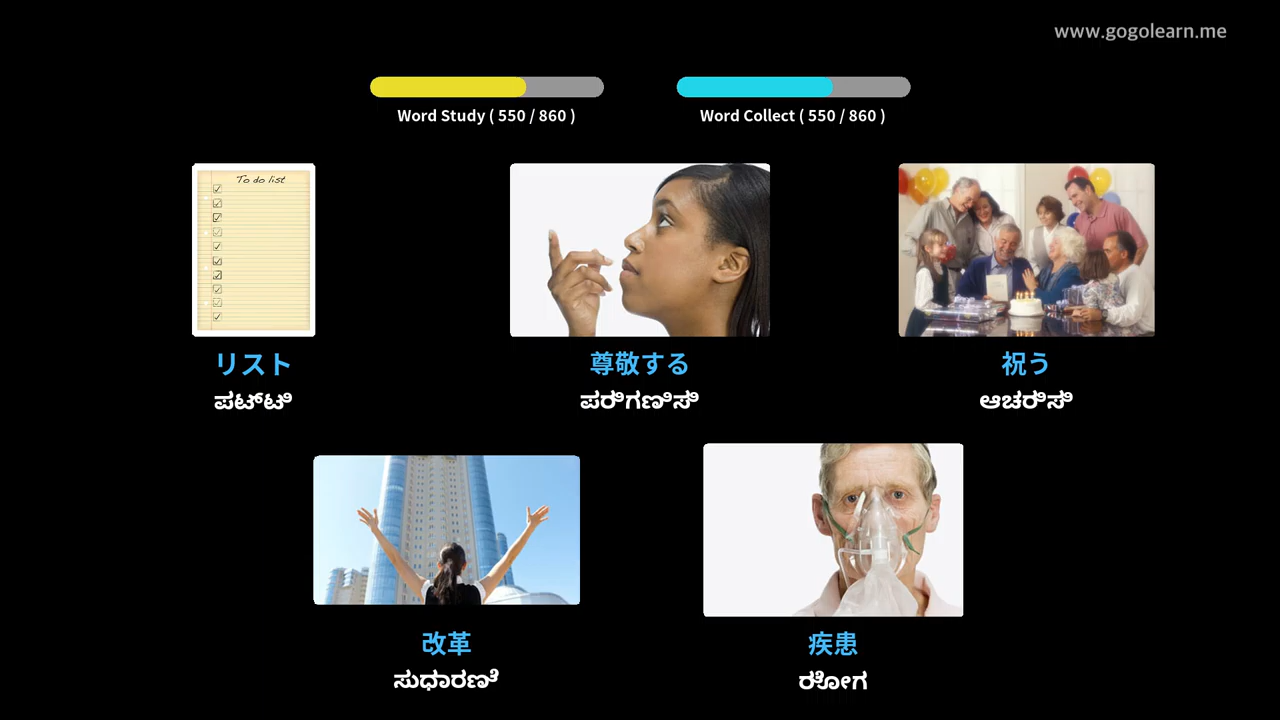 www.gogolearn.me
Word Study ( 550 / 860 )
Word Collect ( 550 / 860 )
To do list
リスト
ಪಟ್ಟಿ
尊敬する
ಪರಿಗಣಿಸಿ
祝う
ಆಚರಿಸಿ
改革
ಸುಧಾರಣೆ
疾患
ರೋಗ